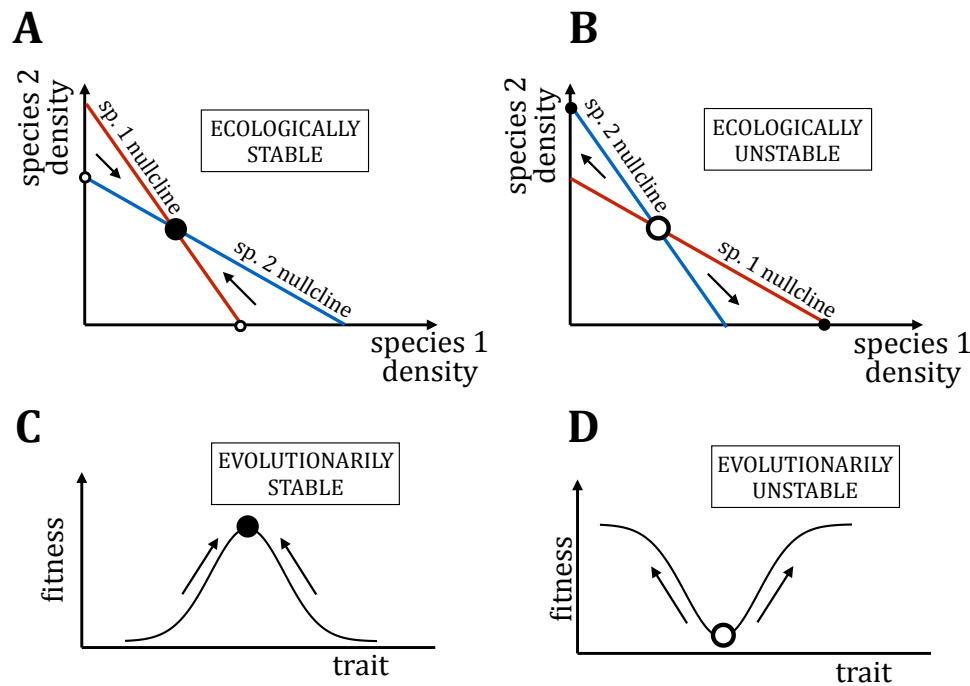 A
species 2
density
sp. 1 nullcline
ECOLOGICALLY
STABLE
sp. 2 nullcline
species 1
density
B
species 2
density
sp. 2 nullcline
ECOLOGICALLY
UNSTABLE
sp. 1 nullcline
species 1
density
C
EVOLUTIONARILY
STABLE
fitness
trait
D
EVOLUTIONARILY
UNSTABLE
fitness
trait